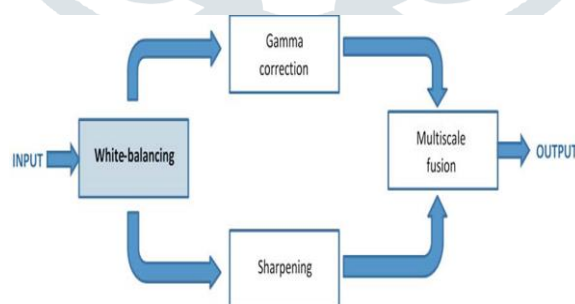 Gamma
correction
INPUT
White-balancing
Multiscale
fusion
OUTPUT
Sharpening